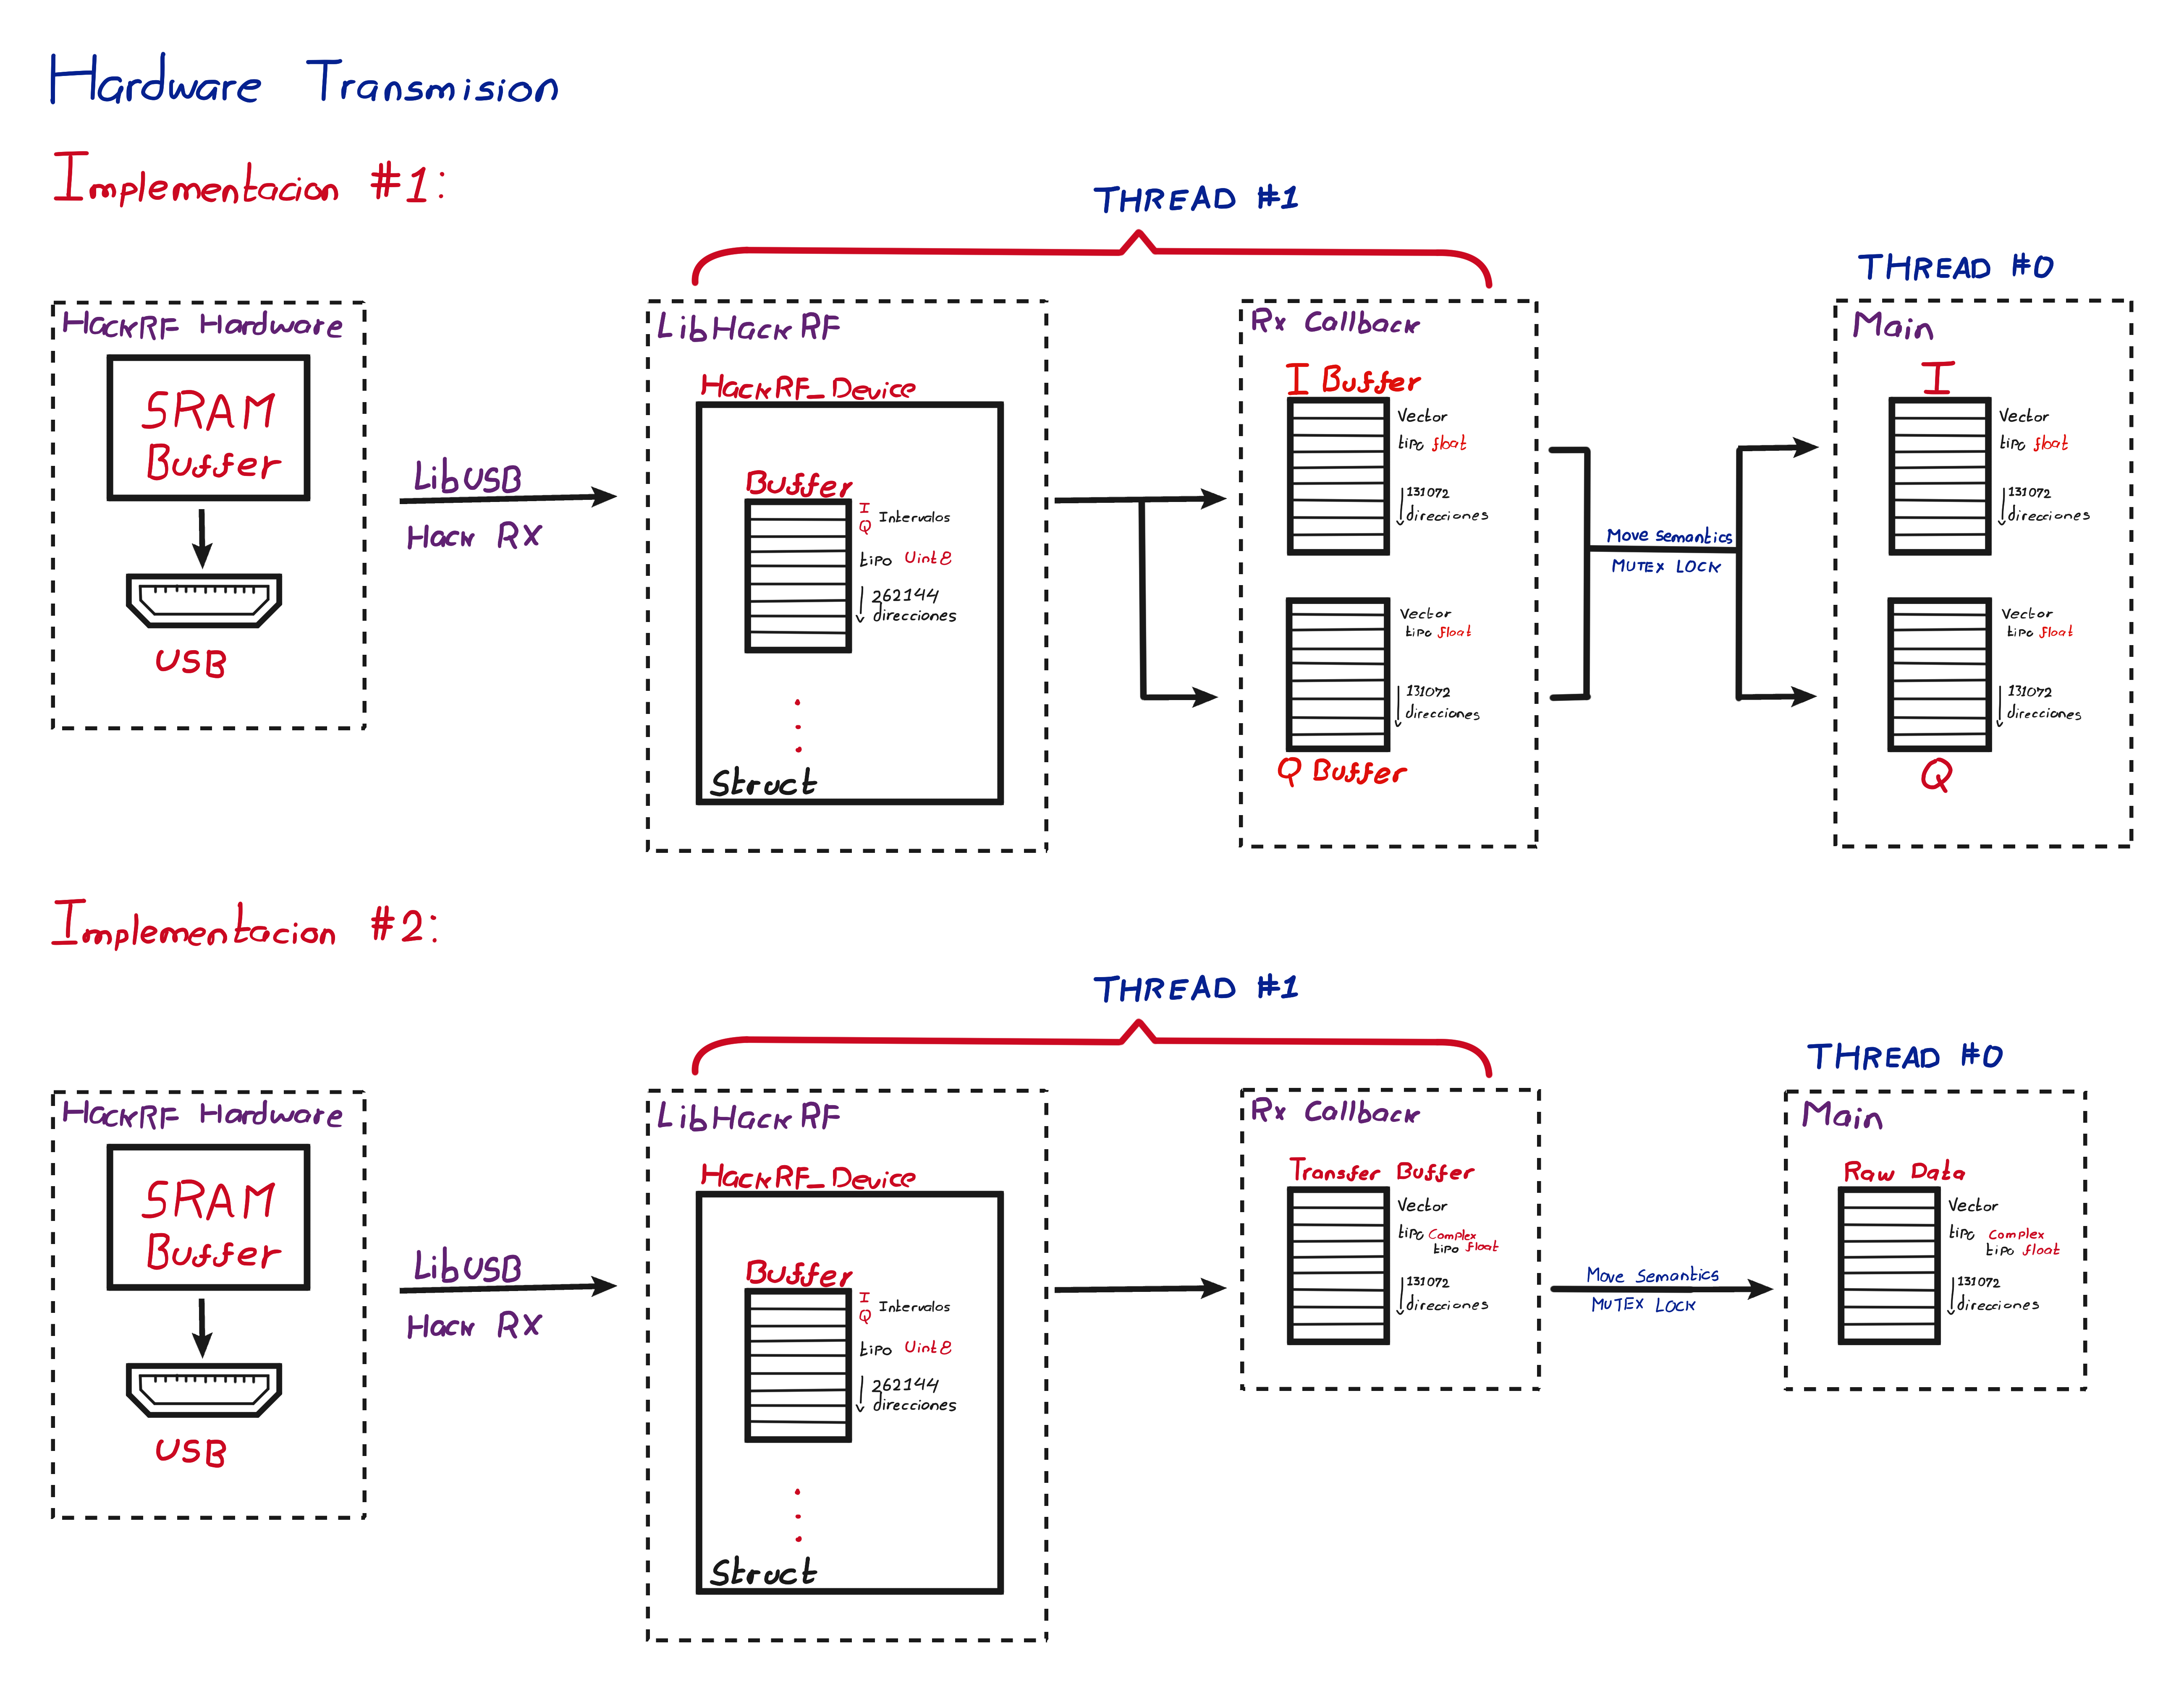 Hardware Transmision
Implementacion #1:
THREAD #1
THREAD #0
HackRF Hardware
SRAM
Buffer
USB
LibUSB
Hack RX
LibHackRF
HackRF_Device
Buffer
I
Q Intervalos
tipo Uint8
262144
direcciones
Struct
Rx Callback
I Buffer
Vector
tipo float
131072
direcciones
Vector
tipo float
131072
direcciones
Q Buffer
Move Semantics
MUTEX LOCK
Main
I
Vector
tipo float
131072
direcciones
Vector
tipo float
131072
direcciones
Q
Implementacion #2:
THREAD #1
THREAD #0
HackRF Hardware
SRAM
Buffer
USB
LibUSB
Hack RX
LibHackRF
HackRF_Device
Buffer
I
Q Intervalos
tipo Uint8
262144
direcciones
Struct
Rx Callback
Transfer Buffer
Vector
tipo Complex
tipo float
131072
direcciones
Move Semantics
MUTEX LOCK
Main
Raw Data
Vector
tipo Complex
tipo float
131072
direcciones